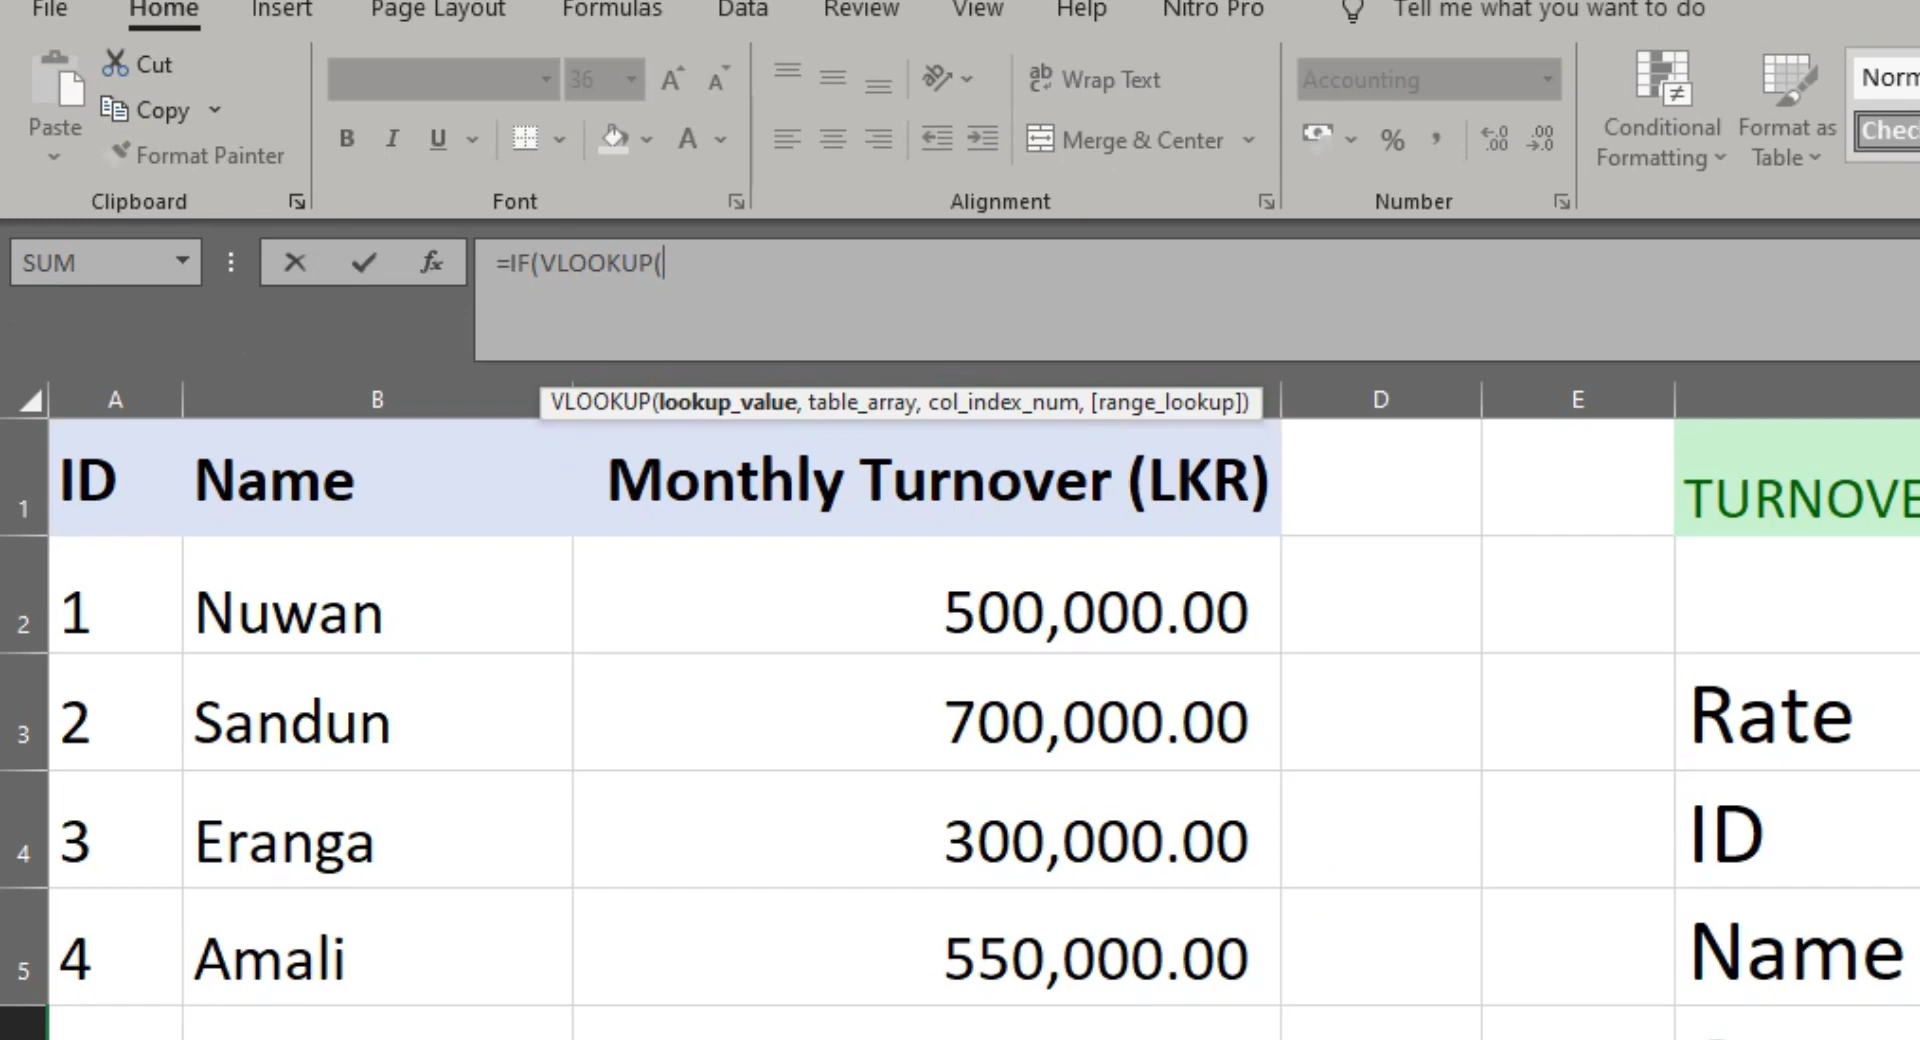 File Home Insert Page Layout Formulas Data Review View Help Nitro Pro Tell me what you want to do
Cut
Copy
Paste
Format Painter
Clipboard
36
B I U A
Font
Wrap Text
Merge & Center
Alignment
Accounting
% ,
Number
Conditional
Formatting
Format as
Table
SUM
fx
=IF(VLOOKUP(
VLOOKUP(lookup_value, table_array, col_index_num, [range_lookup])
A B D E
1 ID Name Monthly Turnover (LKR)
2 1 Nuwan 500,000.00
3 2 Sandun 700,000.00 Rate
4 3 Eranga 300,000.00 ID
5 4 Amali 550,000.00 Name